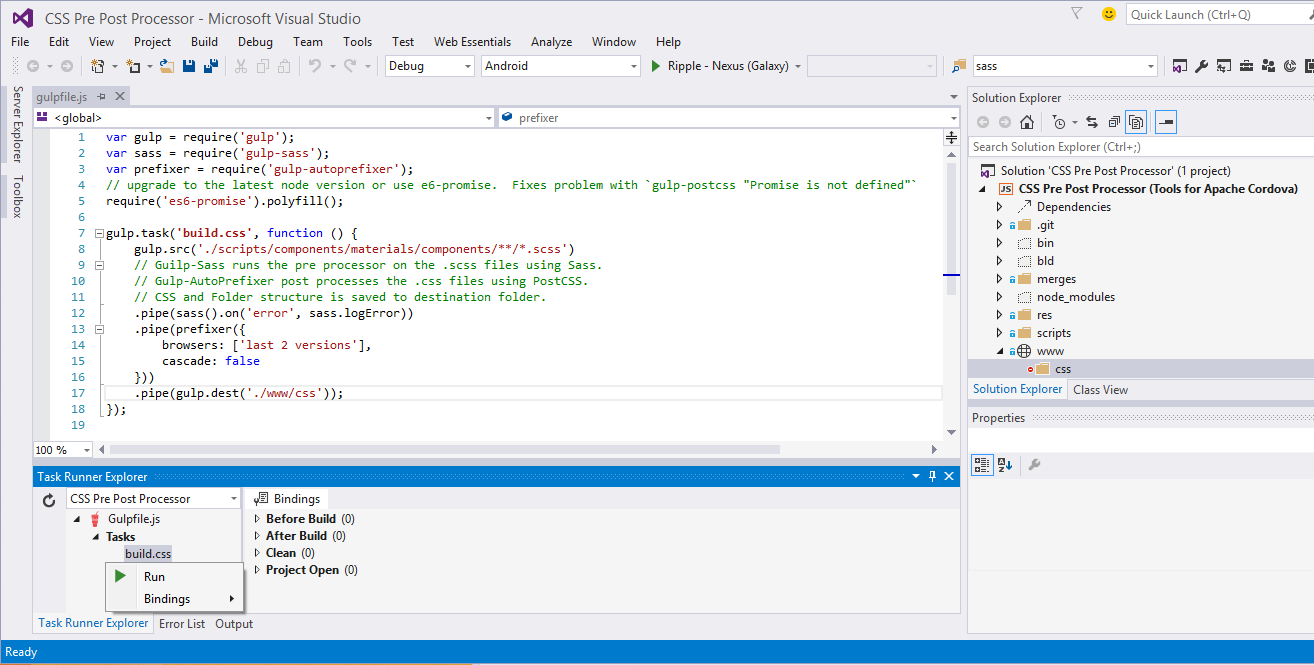 CSS Pre Post Processor - Microsoft Visual Studio
Quick Launch (Ctrl+Q)
File Edit View Project Build Debug Team Tools Test Web Essentials Analyze Window Help
Debug Android Ripple - Nexus (Galaxy) sass
Server Explorer
Toolbox
gulpfile.js
<global> prefixer
1 var gulp = require('gulp');
2 var sass = require('gulp-sass');
3 var prefixer = require('gulp-autoprefixer');
4 // upgrade to the latest node version or use e6-promise.  Fixes problem with `gulp-postcss "Promise is not defined"`
5 require('es6-promise').polyfill();
6
7 gulp.task('build.css', function () {
8     gulp.src('./scripts/components/materials/components/**/*.scss')
9     // Guilp-Sass runs the pre processor on the .scss files using Sass.
10     // Gulp-AutoPrefixer post processes the .css files using PostCSS.
11     // CSS and Folder structure is saved to destination folder.
12     .pipe(sass().on('error', sass.logError))
13     .pipe(prefixer({
14         browsers: ['last 2 versions'],
15         cascade: false
16     }))
17     .pipe(gulp.dest('./www/css'));
18 });
19
100 %
Task Runner Explorer
CSS Pre Post Processor
Gulpfile.js
Tasks
build.css
Run
Bindings
Bindings
Before Build (0)
After Build (0)
Clean (0)
Project Open (0)
Task Runner Explorer Error List Output
Solution Explorer
Search Solution Explorer (Ctrl+;)
Solution 'CSS Pre Post Processor' (1 project)
JS CSS Pre Post Processor (Tools for Apache Cordova)
Dependencies
.git
bin
bld
merges
node_modules
res
scripts
www
css
Solution Explorer Class View
Properties
Ready